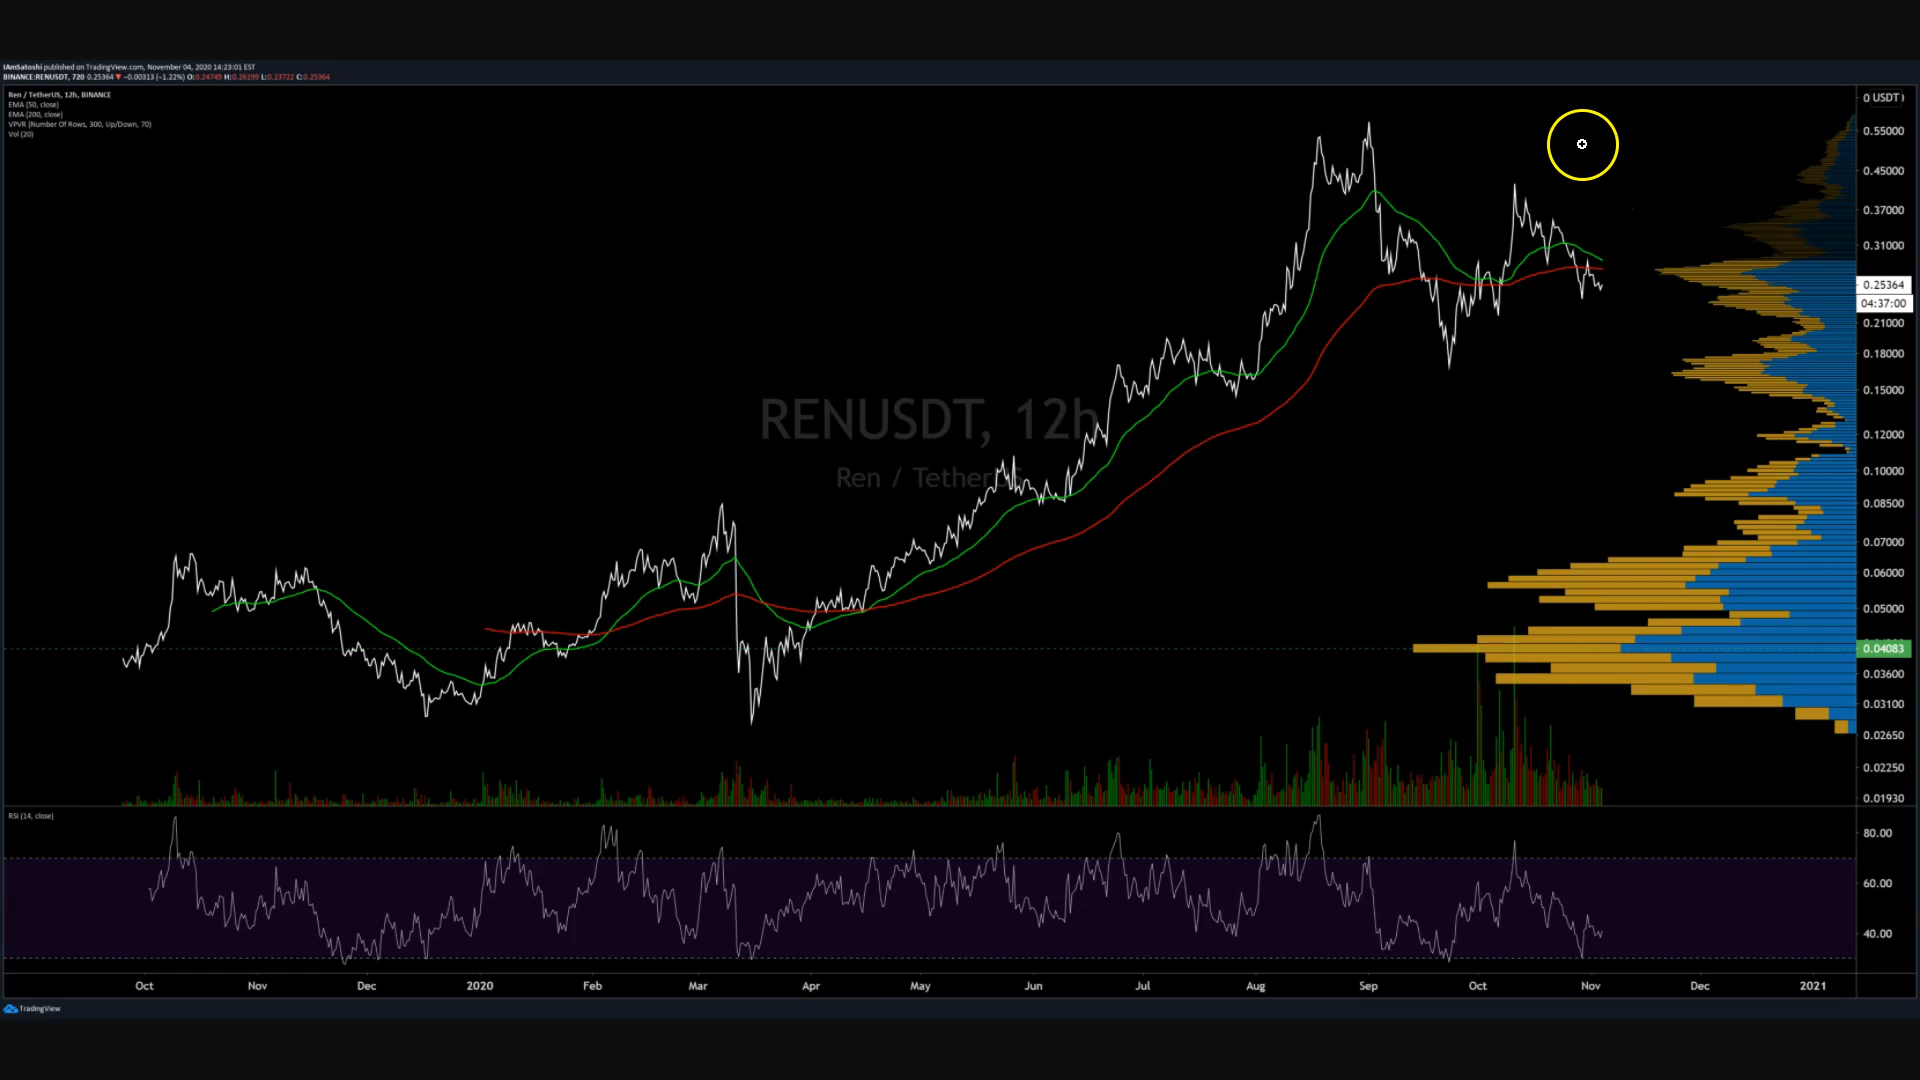 IAmSatoshi published on TradingView.com, November 04, 2020 14:23:01 EST
BINANCE:RENUSDT, 720 0.25364 ▼ −0.00313 (−1.22%) O:0.24749 H:0.26199 L:0.23722 C:0.25364
Ren / TetherUS, 12h, BINANCE
EMA (50, close)
EMA (200, close)
VPVR (Number Of Rows, 300, Up/Down, 70)
Vol (20)
0 USDT)
0.55000
0.45000
0.37000
0.31000
0.25364
04:37:00
0.21000
0.18000
0.15000
0.12000
0.10000
0.08500
0.07000
0.06000
0.05000
0.04083
0.03600
0.03100
0.02650
0.02250
0.01930
RENUSDT, 12h
Ren / TetherUS
RSI (14, close)
80.00
60.00
40.00
Oct Nov Dec 2020 Feb Mar Apr May Jun Jul Aug Sep Oct Nov Dec 2021
TradingView